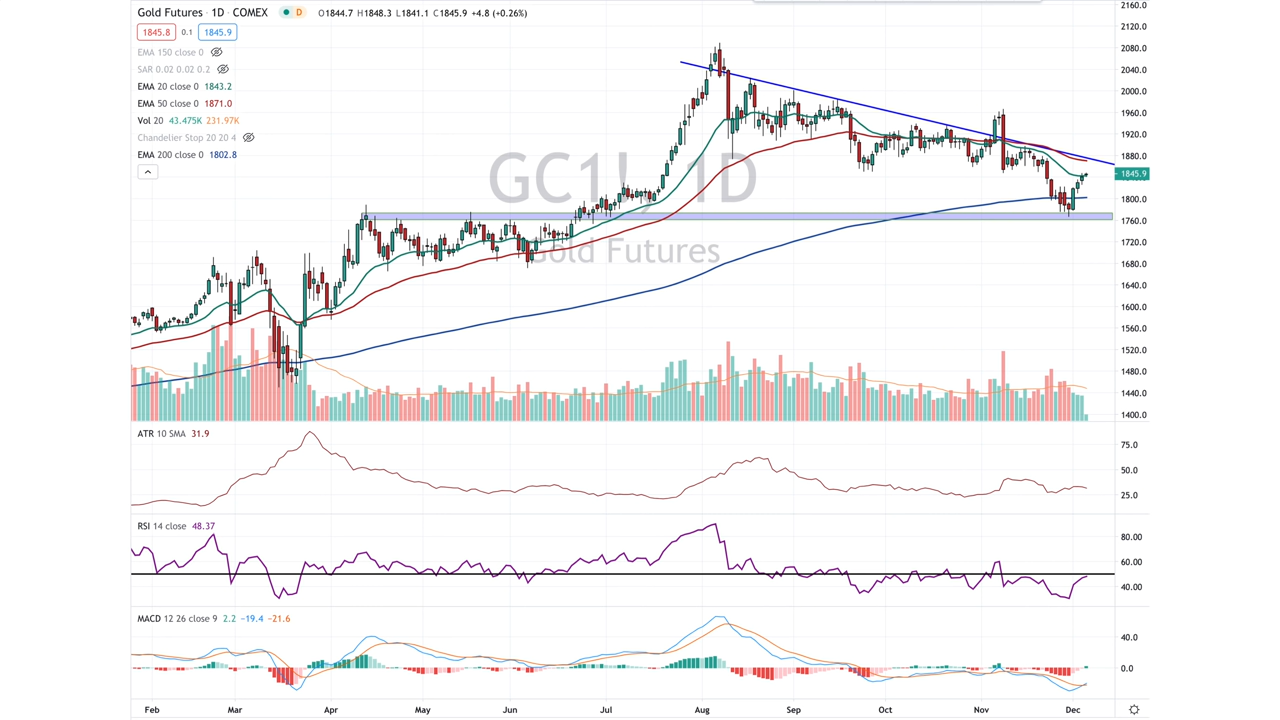 Gold Futures · 1D · COMEX D O1844.7 H1848.3 L1841.1 C1845.9 +4.8 (+0.26%)
1845.8 0.1 1845.9
EMA 150 close 0
SAR 0.02 0.02 0.2
EMA 20 close 0 1843.2
EMA 50 close 0 1871.0
Vol 20 43.475K 231.97K
Chandelier Stop 20 20 4
EMA 200 close 0 1802.8
GC1!, 1D
Gold Futures
2160.0
2120.0
2080.0
2040.0
2000.0
1960.0
1920.0
1880.0
1845.9
1800.0
1760.0
1720.0
1680.0
1640.0
1600.0
1560.0
1520.0
1480.0
1440.0
1400.0
ATR 10 SMA 31.9
75.0
50.0
25.0
RSI 14 close 48.37
80.00
60.00
40.00
MACD 12 26 close 9 2.2 −19.4 −21.6
40.0
0.0
Feb Mar Apr May Jun Jul Aug Sep Oct Nov Dec